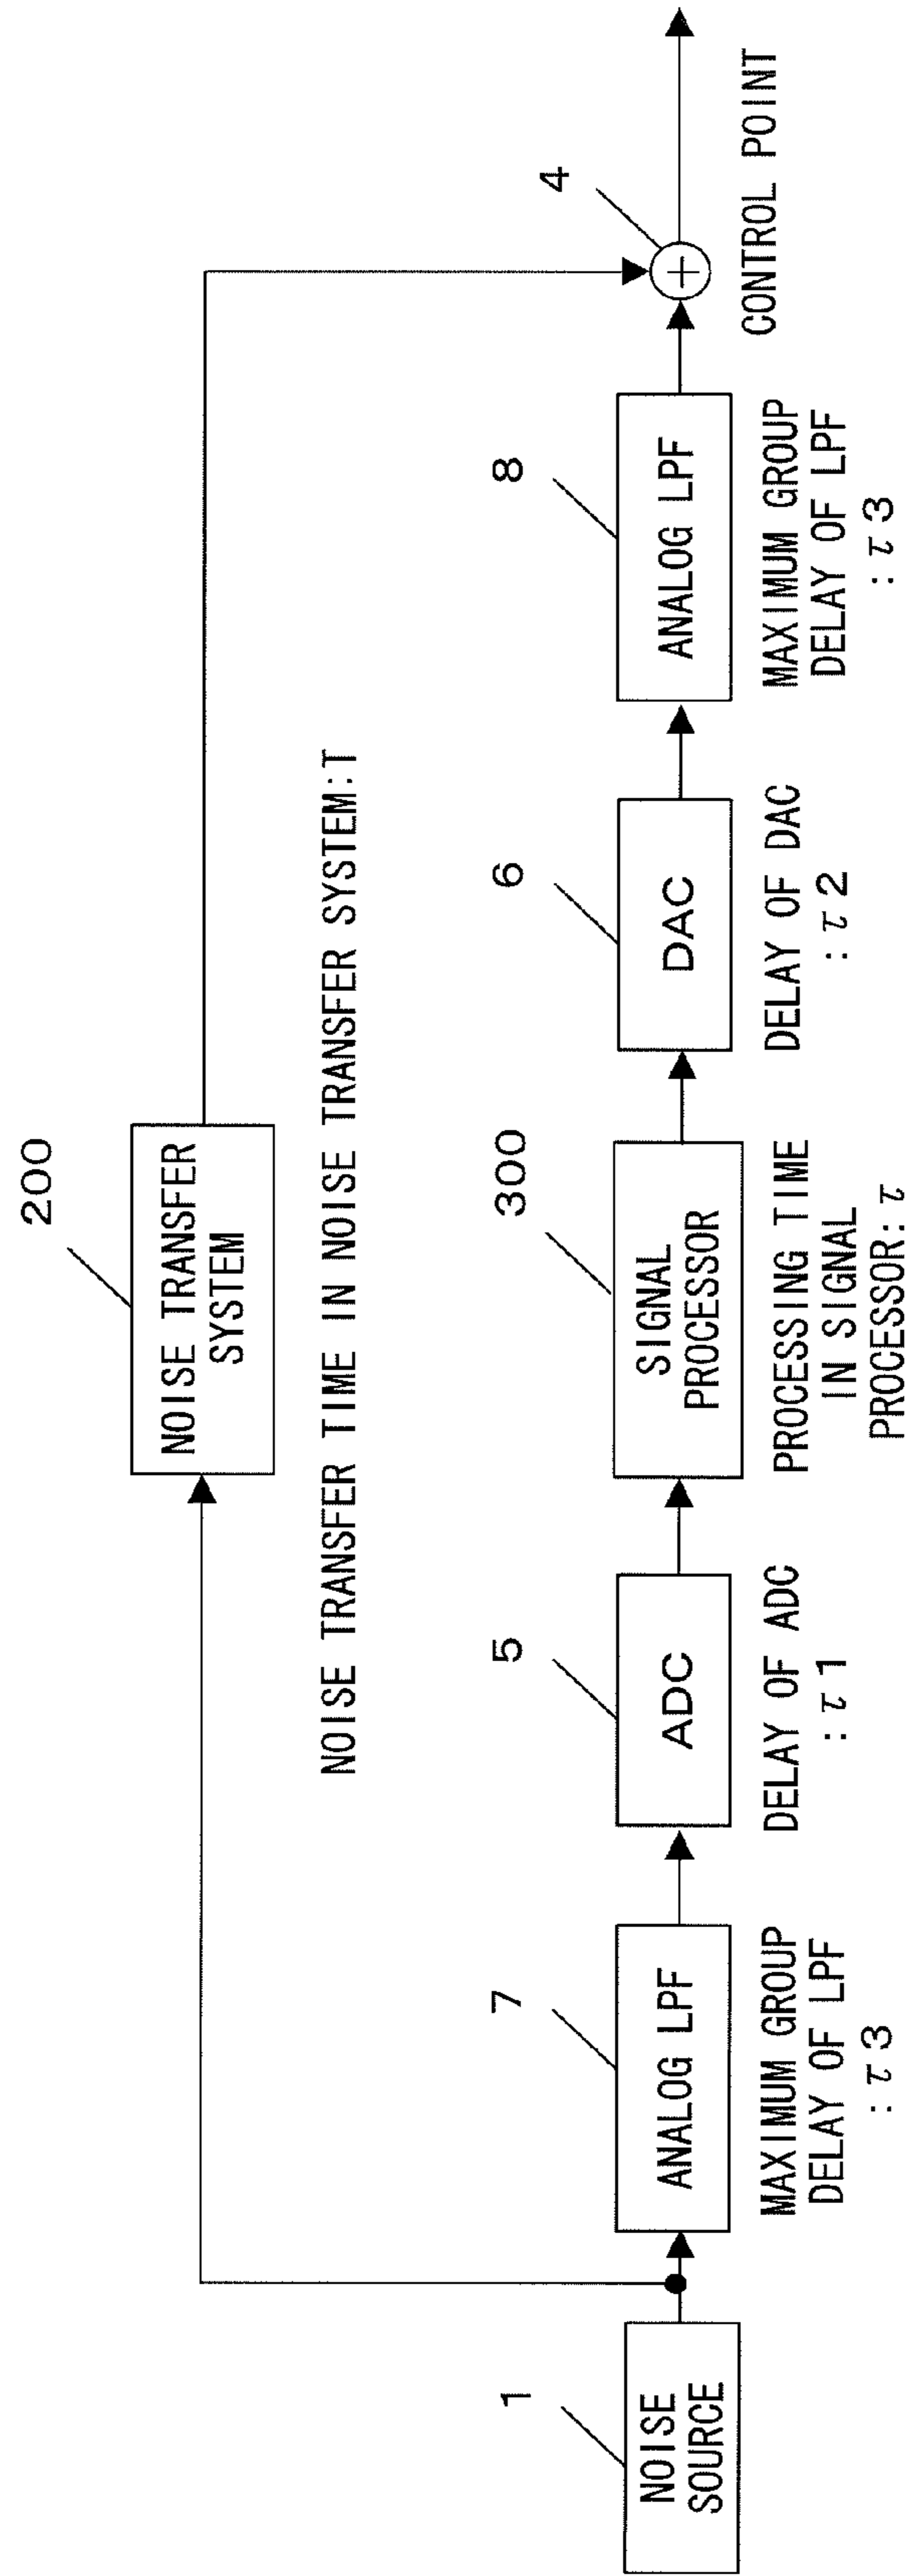 200
NOISE TRANSFER
SYSTEM
NOISE TRANSFER TIME IN NOISE TRANSFER SYSTEM:T
1
NOISE
SOURCE
7
ANALOG LPF
MAXIMUM GROUP
DELAY OF LPF
:τ3
5
ADC
DELAY OF ADC
:τ1
300
SIGNAL
PROCESSOR
PROCESSING TIME
IN SIGNAL
PROCESSOR:τ
6
DAC
DELAY OF DAC
:τ2
8
ANALOG LPF
MAXIMUM GROUP
DELAY OF LPF
:τ3
4
+
CONTROL POINT